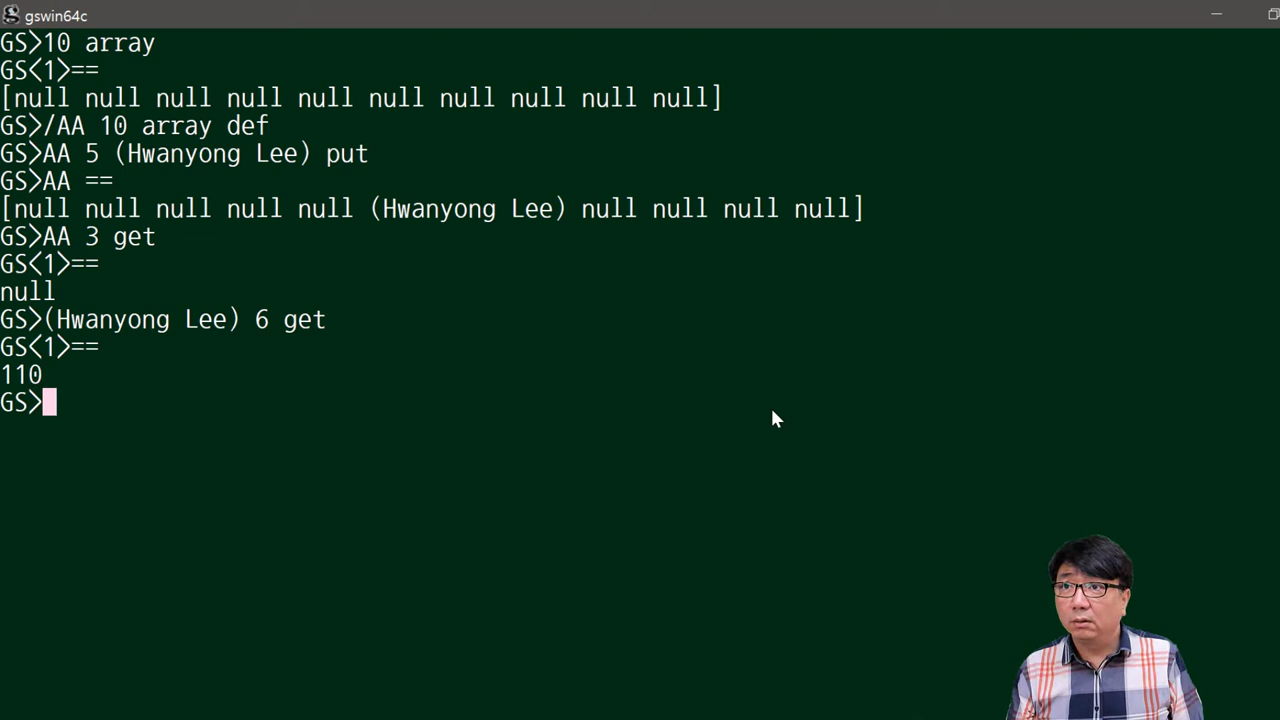 gswin64c
GS>10 array
GS<1>==
[null null null null null null null null null null]
GS>/AA 10 array def
GS>AA 5 (Hwanyong Lee) put
GS>AA ==
[null null null null null (Hwanyong Lee) null null null null]
GS>AA 3 get
GS<1>==
null
GS>(Hwanyong Lee) 6 get
GS<1>==
110
GS>